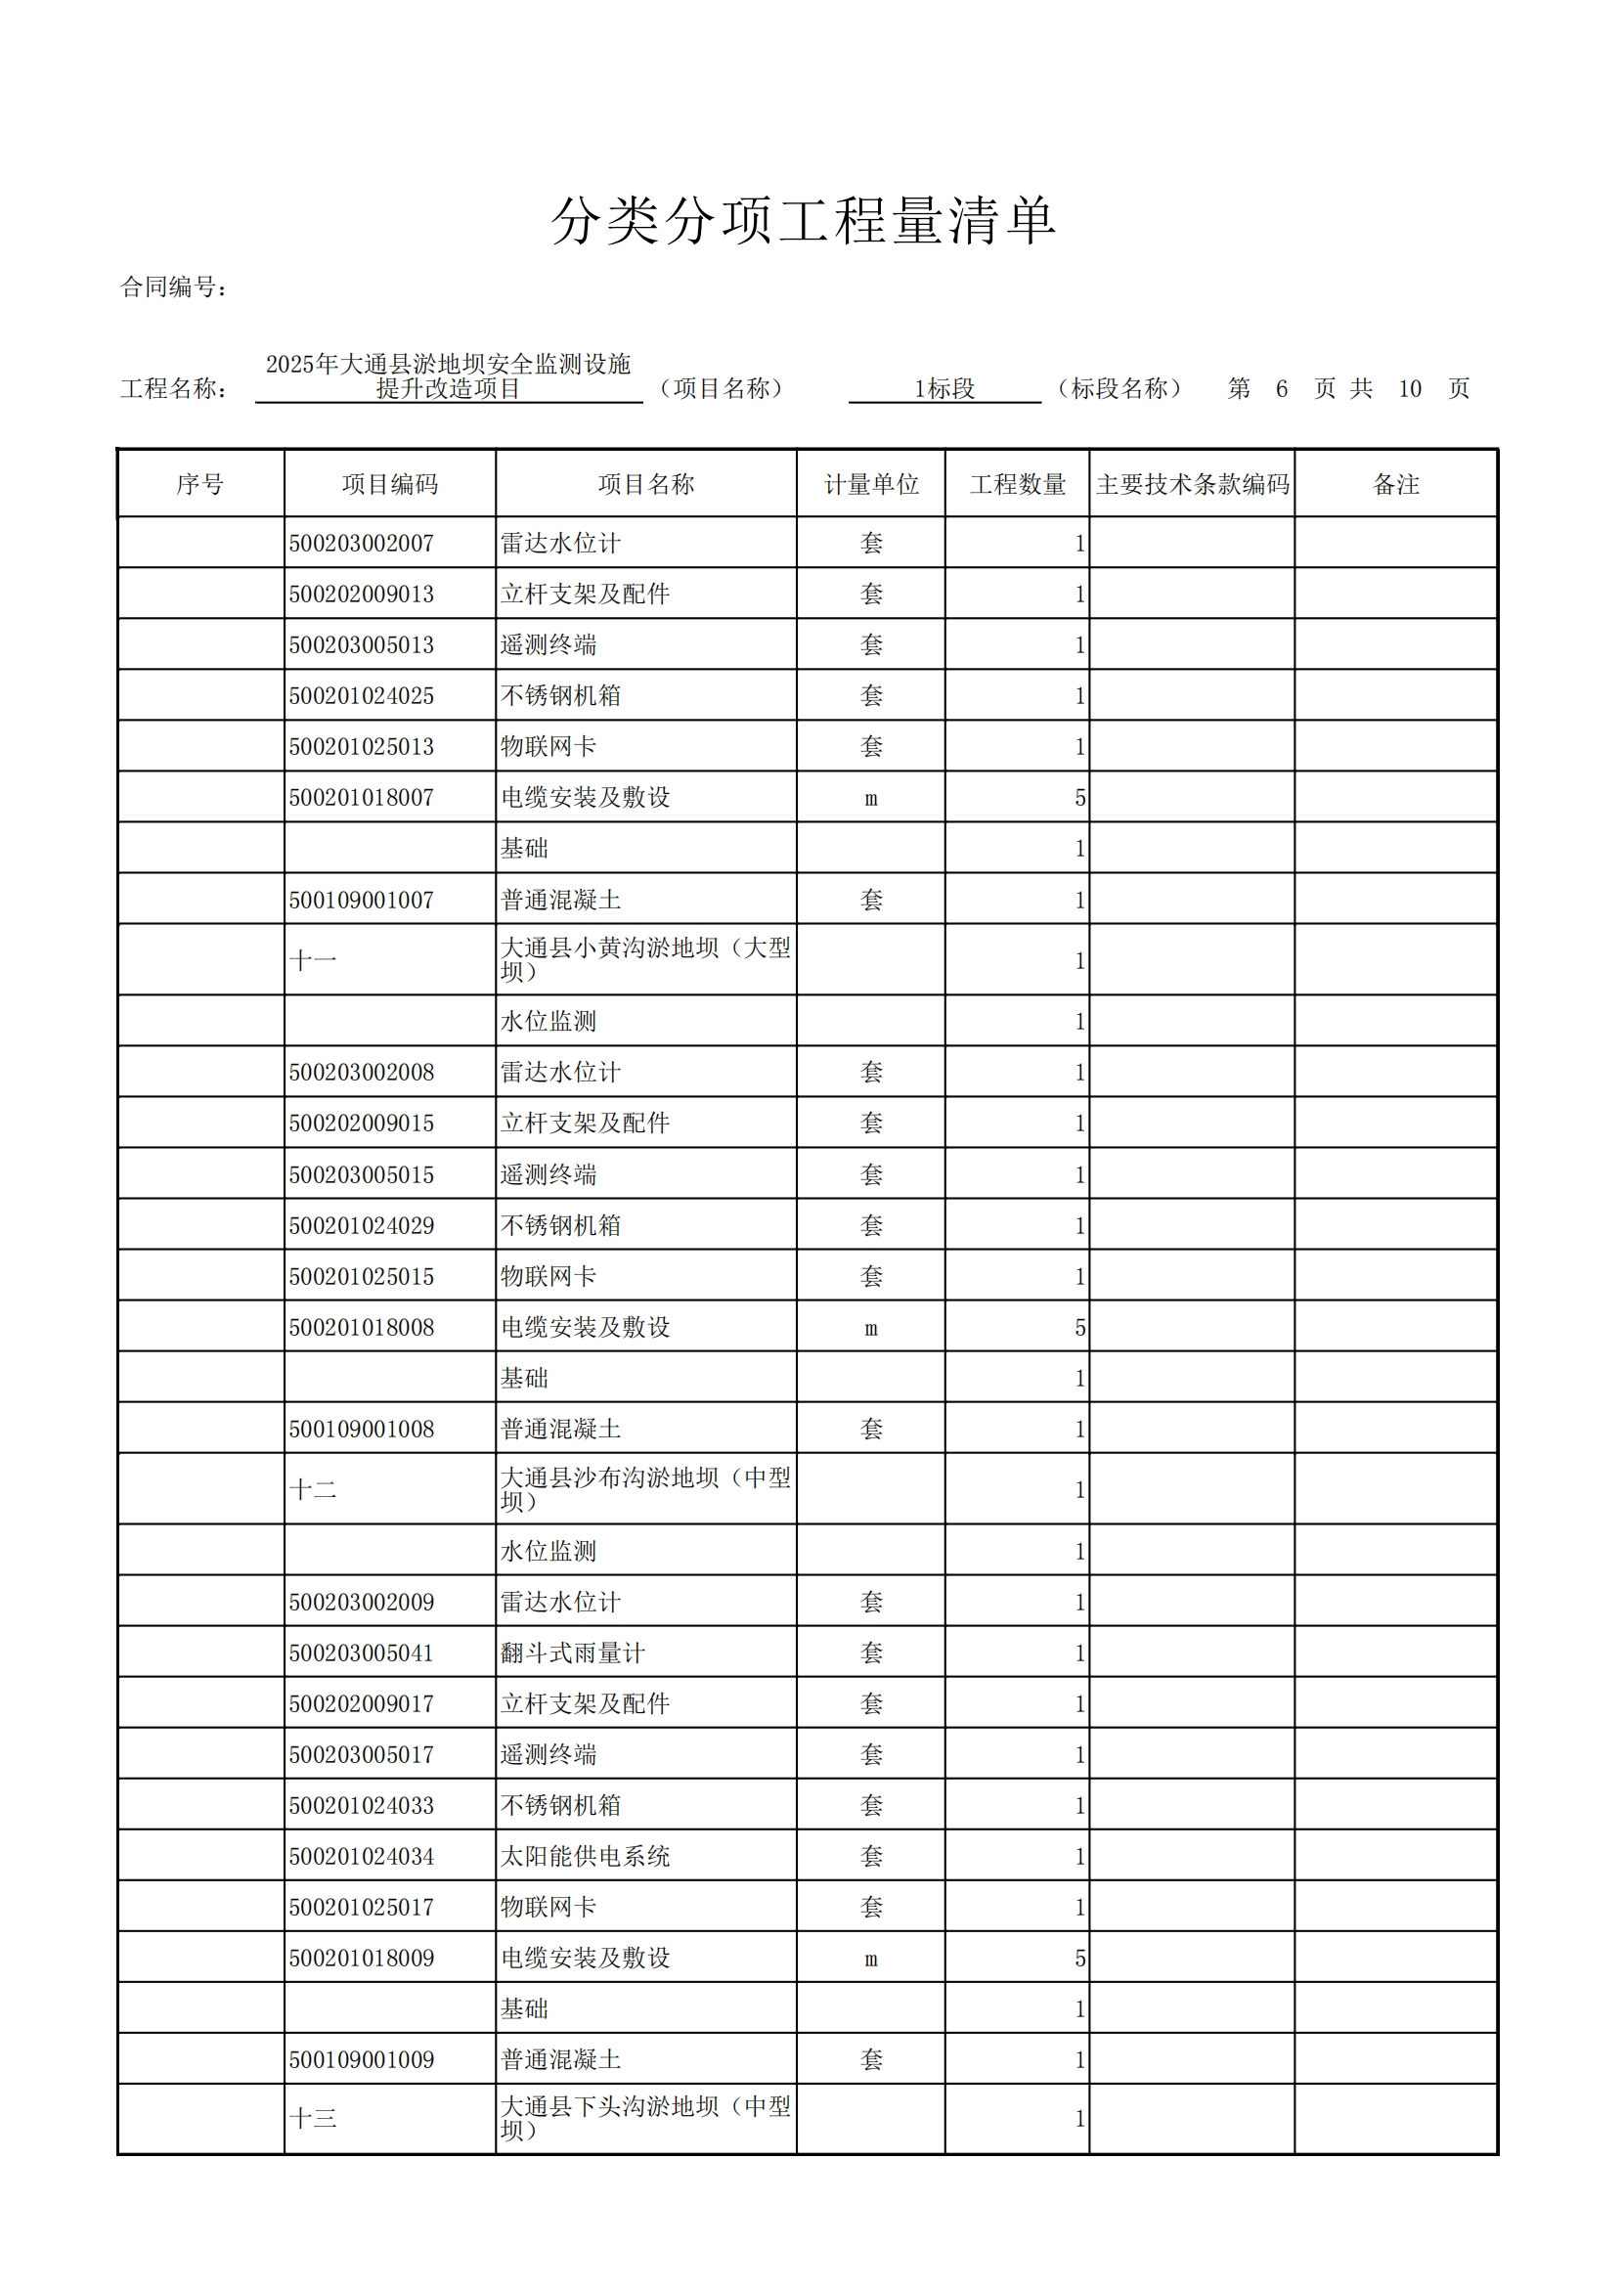 分类分项工程量清单
合同编号：
2025年大通县淤地坝安全监测设施
工程名称： 提升改造项目 （项目名称） 1标段 （标段名称） 第 6 页 共 10 页
序号 项目编码 项目名称 计量单位 工程数量 主要技术条款编码 备注
500203002007 雷达水位计 套 1
500202009013 立杆支架及配件 套 1
500203005013 遥测终端 套 1
500201024025 不锈钢机箱 套 1
500201025013 物联网卡 套 1
500201018007 电缆安装及敷设 m 5
基础 1
500109001007 普通混凝土 套 1
十一 大通县小黄沟淤地坝（大型
坝） 1
水位监测 1
500203002008 雷达水位计 套 1
500202009015 立杆支架及配件 套 1
500203005015 遥测终端 套 1
500201024029 不锈钢机箱 套 1
500201025015 物联网卡 套 1
500201018008 电缆安装及敷设 m 5
基础 1
500109001008 普通混凝土 套 1
十二 大通县沙布沟淤地坝（中型
坝） 1
水位监测 1
500203002009 雷达水位计 套 1
500203005041 翻斗式雨量计 套 1
500202009017 立杆支架及配件 套 1
500203005017 遥测终端 套 1
500201024033 不锈钢机箱 套 1
500201024034 太阳能供电系统 套 1
500201025017 物联网卡 套 1
500201018009 电缆安装及敷设 m 5
基础 1
500109001009 普通混凝土 套 1
十三 大通县下头沟淤地坝（中型
坝） 1